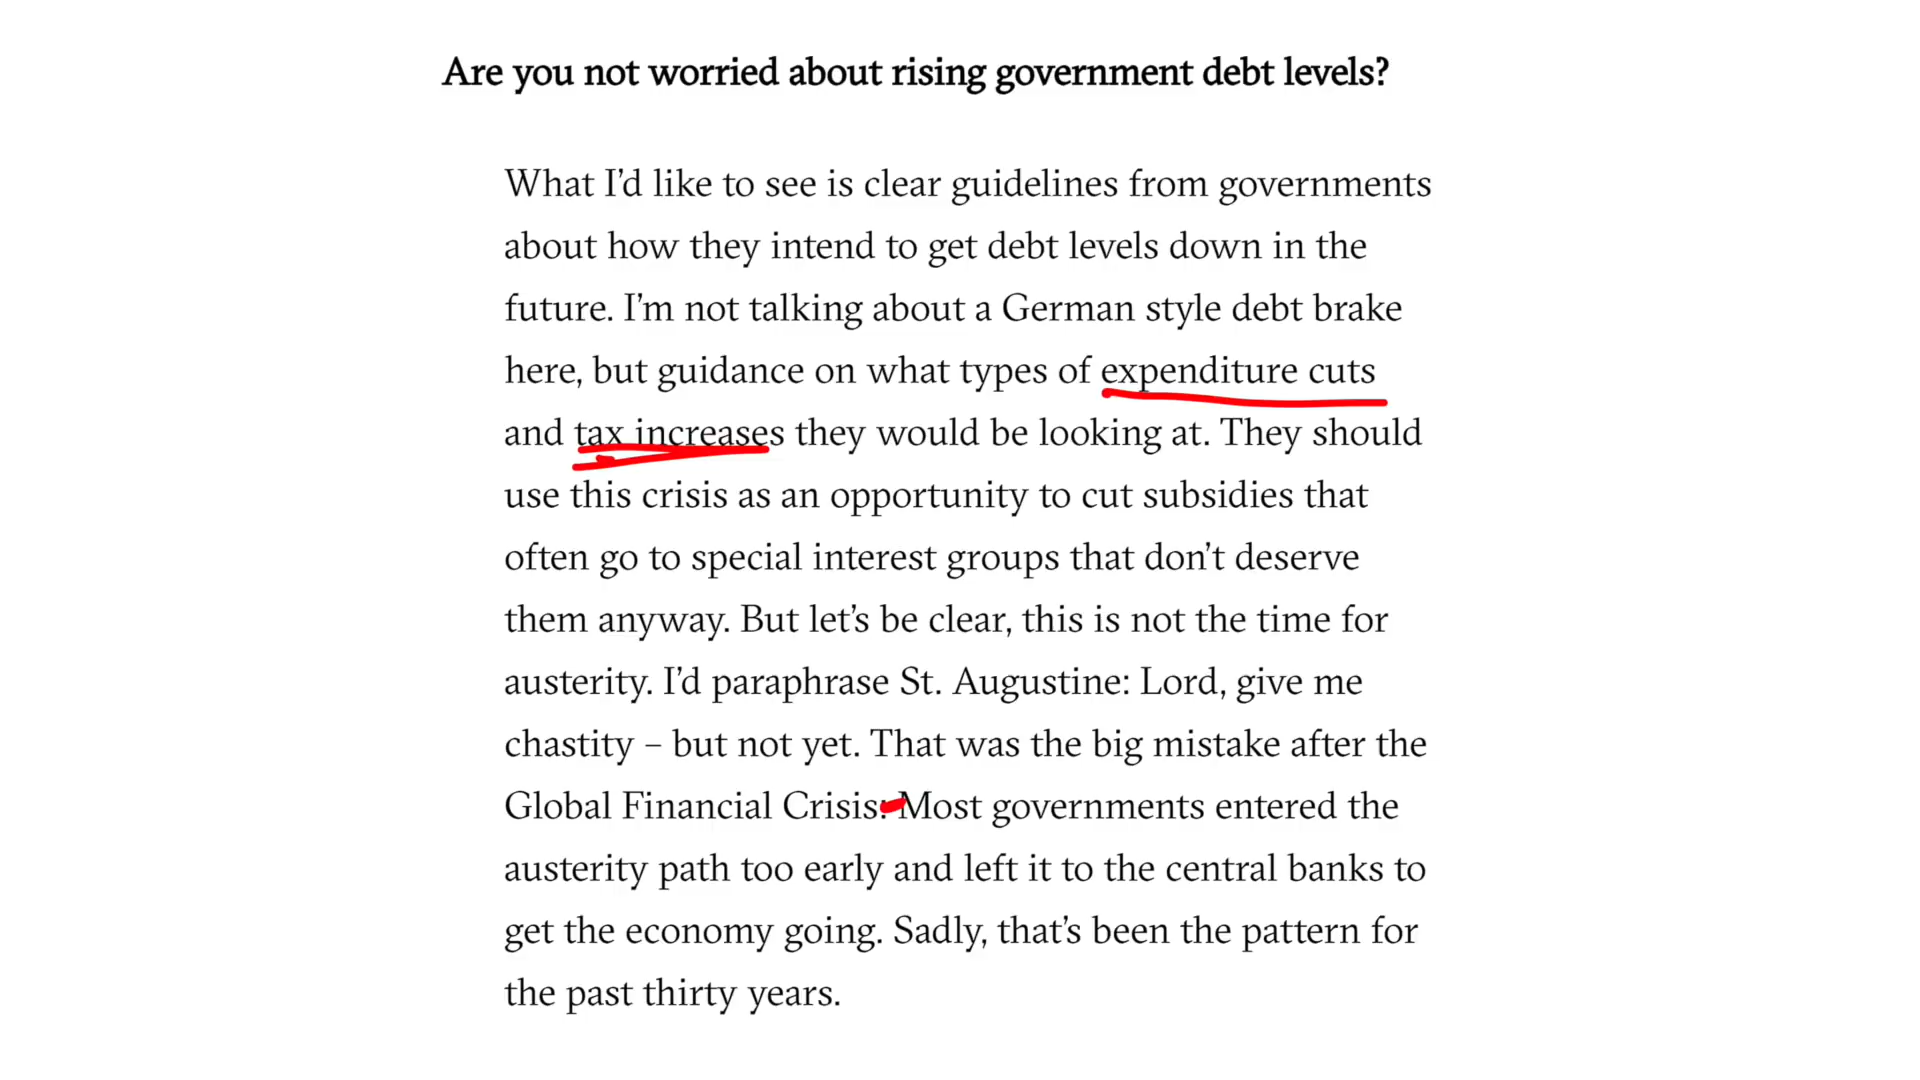 Are you not worried about rising government debt levels?
What I’d like to see is clear guidelines from governments
about how they intend to get debt levels down in the
future. I’m not talking about a German style debt brake
here, but guidance on what types of expenditure cuts
and tax increases they would be looking at. They should
use this crisis as an opportunity to cut subsidies that
often go to special interest groups that don’t deserve
them anyway. But let’s be clear, this is not the time for
austerity. I’d paraphrase St. Augustine: Lord, give me
chastity – but not yet. That was the big mistake after the
Global Financial Crisis: Most governments entered the
austerity path too early and left it to the central banks to
get the economy going. Sadly, that’s been the pattern for
the past thirty years.